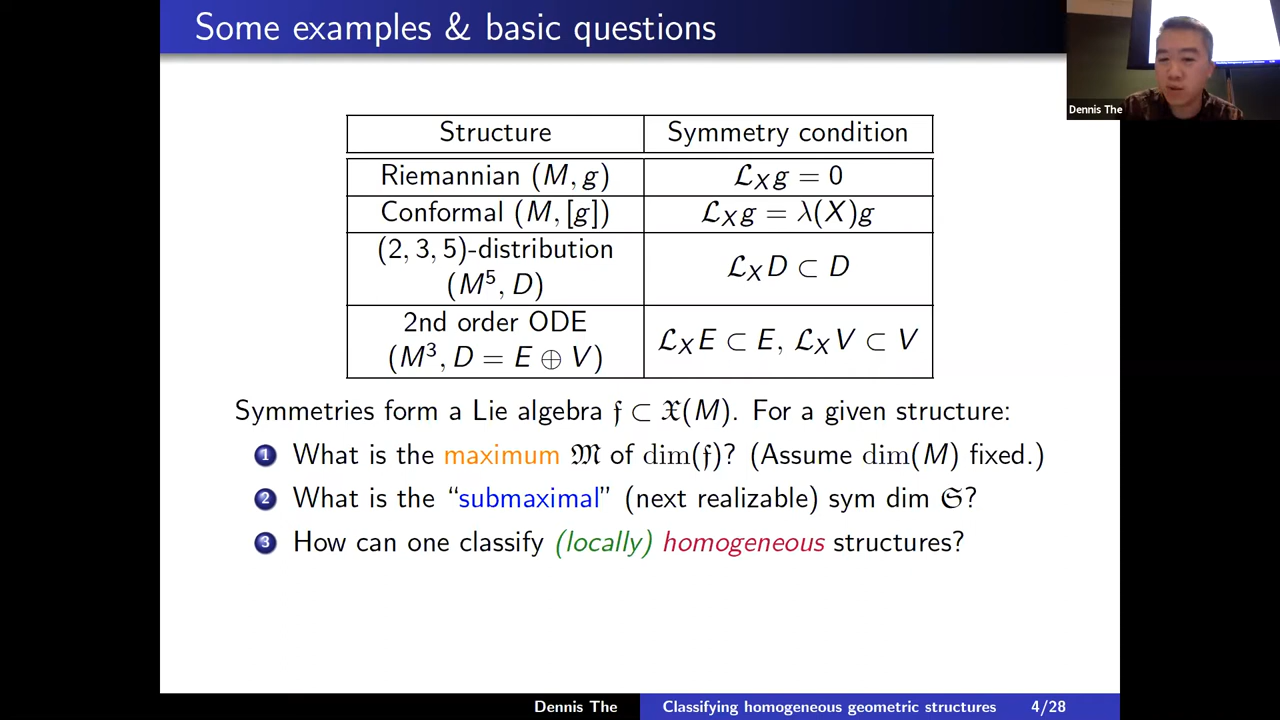 Some examples & basic questions
Dennis The
Structure Symmetry condition
Riemannian (M, g) ℒ_X g = 0
Conformal (M, [g]) ℒ_X g = λ(X)g
(2, 3, 5)-distribution
(M⁵, D) ℒ_X D ⊂ D
2nd order ODE
(M³, D = E ⊕ V) ℒ_X E ⊂ E, ℒ_X V ⊂ V
Symmetries form a Lie algebra 𝔣 ⊂ 𝔛(M). For a given structure:
1 What is the maximum 𝔐 of dim(𝔣)? (Assume dim(M) fixed.)
2 What is the “submaximal” (next realizable) sym dim 𝔖?
3 How can one classify (locally) homogeneous structures?
Dennis The Classifying homogeneous geometric structures 4/28